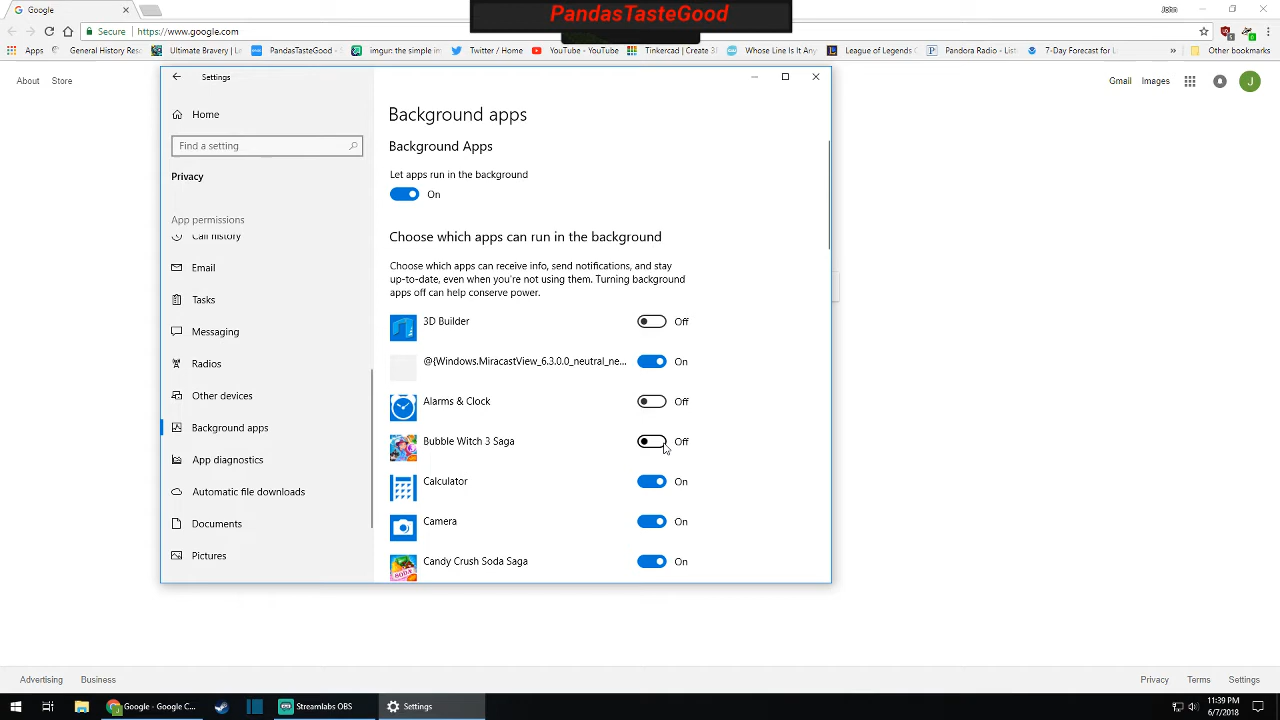 PandasTasteGood
Google
John
Secure
https://www.google.com
Apps
General History Res
Ultimate Bravery | Gen
PandasTasteGood -
imgur the simple im
Twitter / Home
YouTube - YouTube
Tinkercad | Create 3D
Whose Line Is It Any
League of Legends
Pandora Radio - List
7-Day Forecast for
Other Bookmarks
About
Store
Gmail
Images
J
Settings
Home
Find a setting
Privacy
App permissions
Call history
Email
Tasks
Messaging
Radios
Other devices
Background apps
App diagnostics
Automatic file downloads
Documents
Pictures
Background apps
Background Apps
Let apps run in the background
On
Choose which apps can run in the background
Choose which apps can receive info, send notifications, and stay
up-to-date, even when you're not using them. Turning background
apps off can help conserve power.
3D Builder
Off
@{Windows.MiracastView_6.3.0.0_neutral_ne...
On
Alarms & Clock
Off
Bubble Witch 3 Saga
Off
Calculator
On
Camera
On
Candy Crush Soda Saga
On
Advertising
Business
Privacy
Terms
Settings
Google - Google C...
Streamlabs OBS
Settings
11:39 PM
6/7/2018